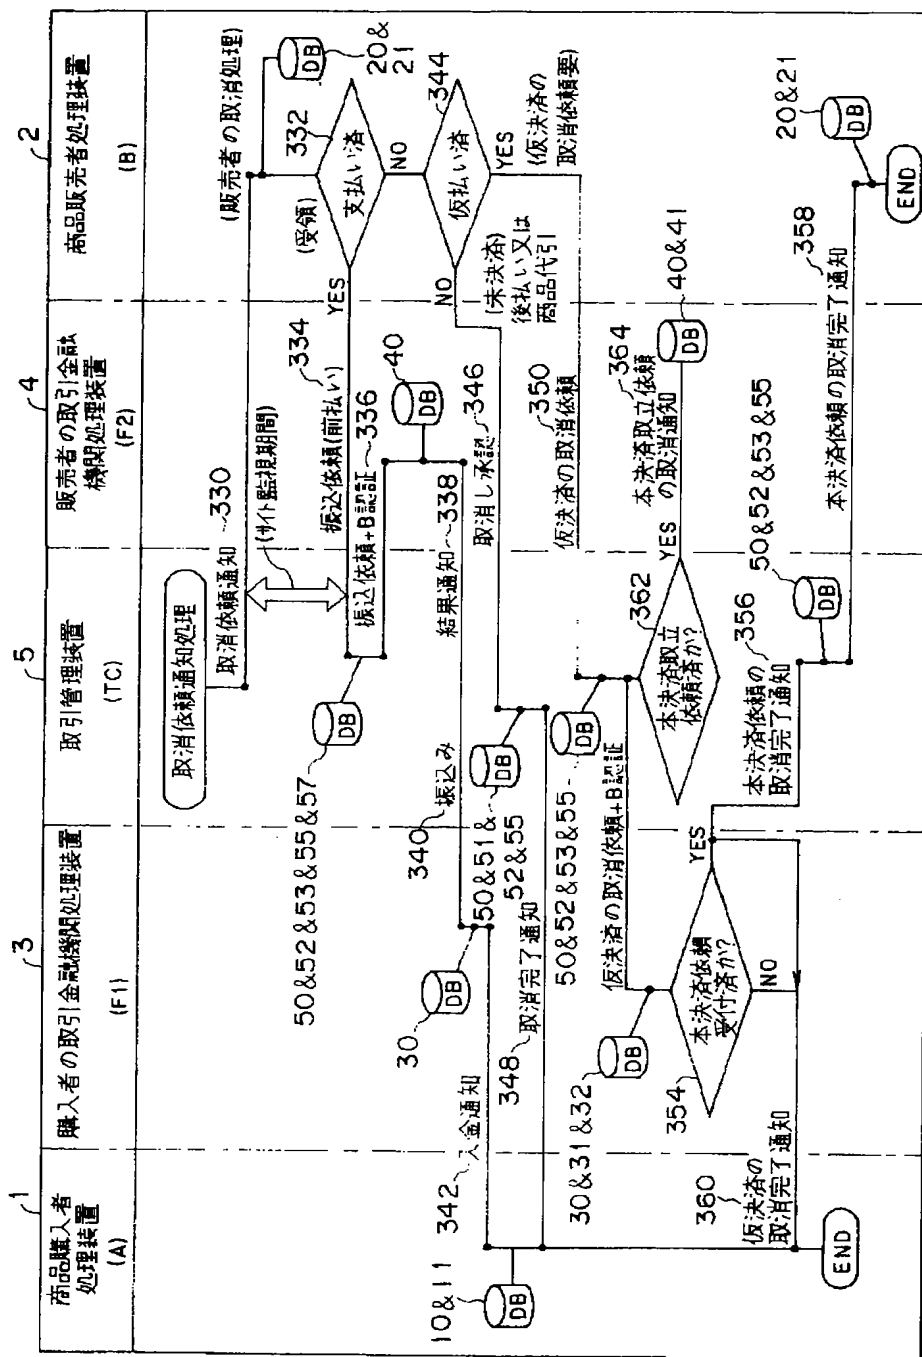 1
商品購入者
処理装置
(A)
3
購入者の取引金融機関処理装置
(F1)
5
取引管理装置
(TC)
4
販売者の取引金融
機関処理装置
(F2)
2
商品販売者処理装置
(B)
取消依頼通知処理
取消依頼通知
330
(販売者の取消処理)
DB
20&
21
(サイト監視期間)
(受領)
支払い済
332
YES
NO
振込依頼(前払い)
334
DB
50&52&53&55&57
振込依頼+B認証
336
DB
40
仮払い済
344
NO
YES
結果通知
338
振込み
340
DB
30
入金通知
342
DB
10&11
(未決済)
後払い又は
商品代引
(仮決済の
取消依頼要)
取消し承認
346
DB
50&51&
52&55
取消完了通知
348
仮決済の取消依頼
350
DB
50&52&53&55
仮決済の取消依頼+B認証
DB
30&31&32
本決済取立
依頼済か?
362
YES
本決済取立依頼
の取消通知
364
DB
40&41
本決済依頼
受付済か?
354
YES
NO
本決済依頼の
取消完了通知
356
DB
50&52&53&55
本決済依頼の取消完了通知
358
DB
20&21
END
仮決済の
取消完了通知
360
END